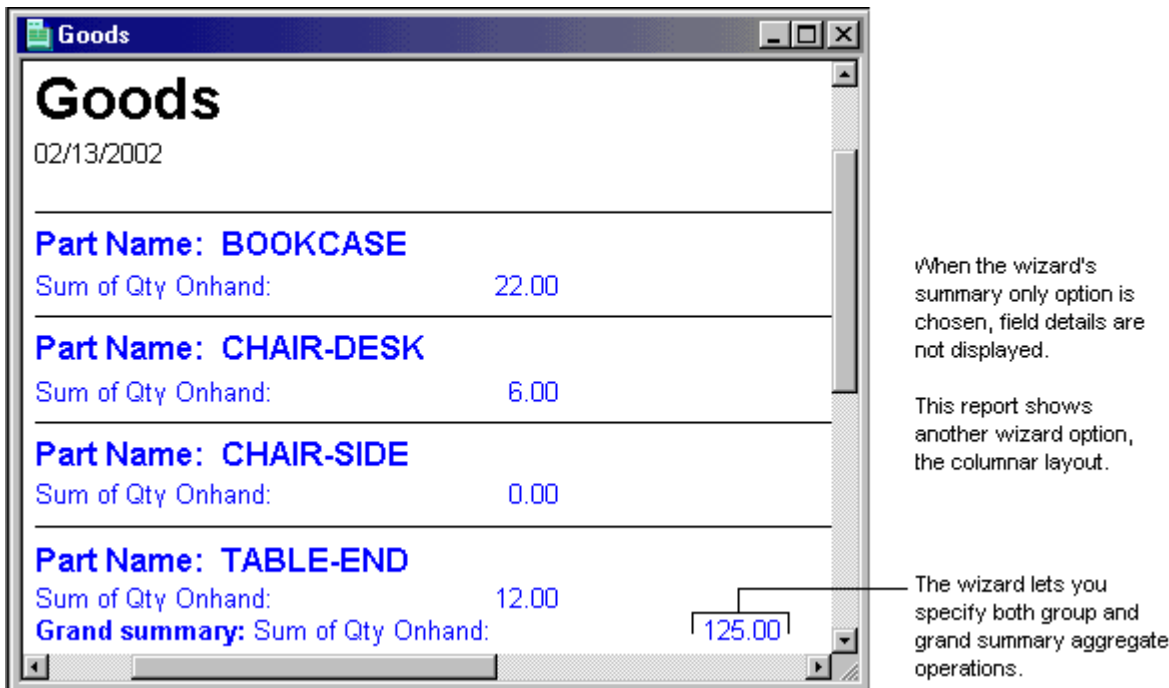 Goods
Goods
02/13/2002
Part Name: BOOKCASE
Sum of Qty Onhand: 22.00
Part Name: CHAIR-DESK
Sum of Qty Onhand: 6.00
Part Name: CHAIR-SIDE
Sum of Qty Onhand: 0.00
Part Name: TABLE-END
Sum of Qty Onhand: 12.00
Grand summary: Sum of Qty Onhand: 125.00
When the wizard's
summary only option is
chosen, field details are
not displayed.
This report shows
another wizard option,
the columnar layout.
The wizard lets you
specify both group and
grand summary aggregate
operations.